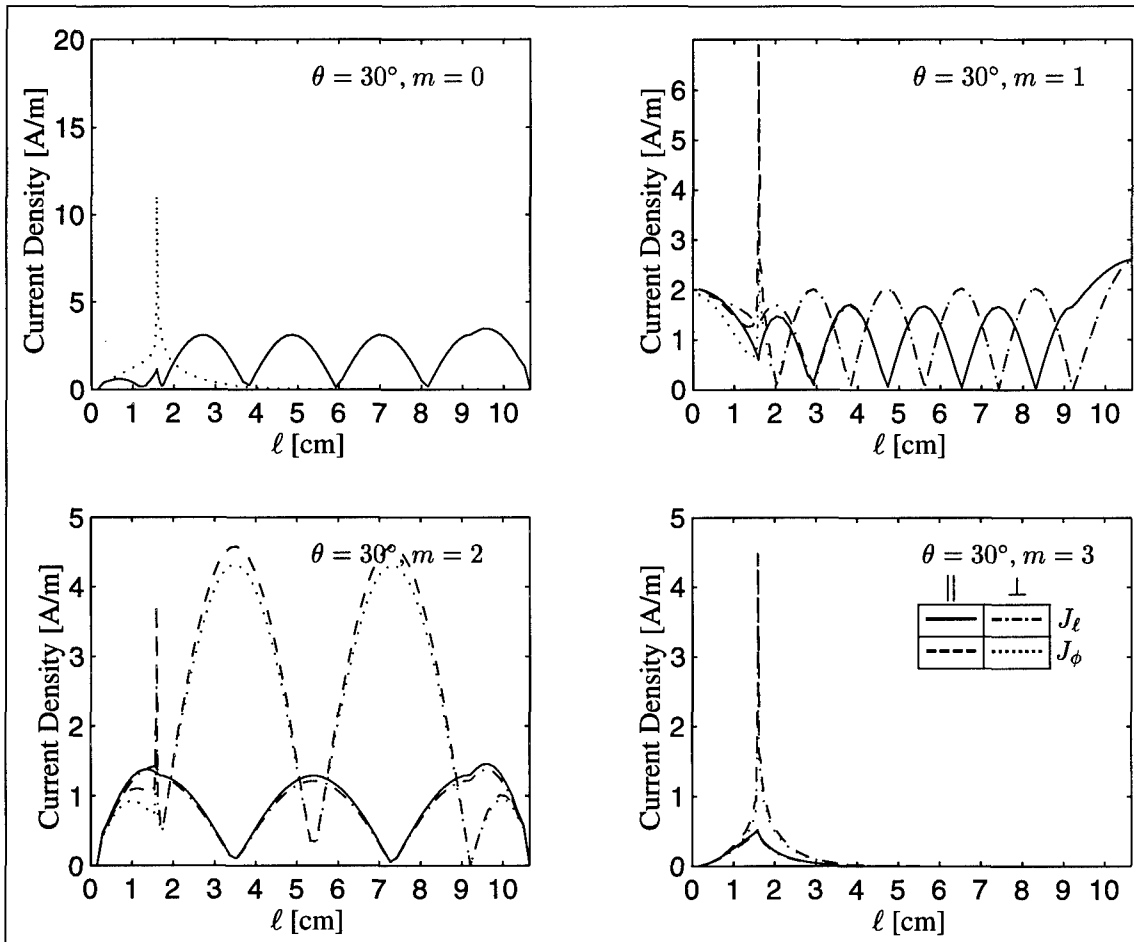 θ = 30°, m = 0
Current Density [A/m]
20
15
10
5
0
0 1 2 3 4 5 6 7 8 9 10
ℓ [cm]
θ = 30°, m = 1
Current Density [A/m]
6
5
4
3
2
1
0
0 1 2 3 4 5 6 7 8 9 10
ℓ [cm]
θ = 30°, m = 2
Current Density [A/m]
5
4
3
2
1
0
0 1 2 3 4 5 6 7 8 9 10
ℓ [cm]
θ = 30°, m = 3
|| ⊥
J_ℓ
J_ϕ
Current Density [A/m]
5
4
3
2
1
0
0 1 2 3 4 5 6 7 8 9 10
ℓ [cm]